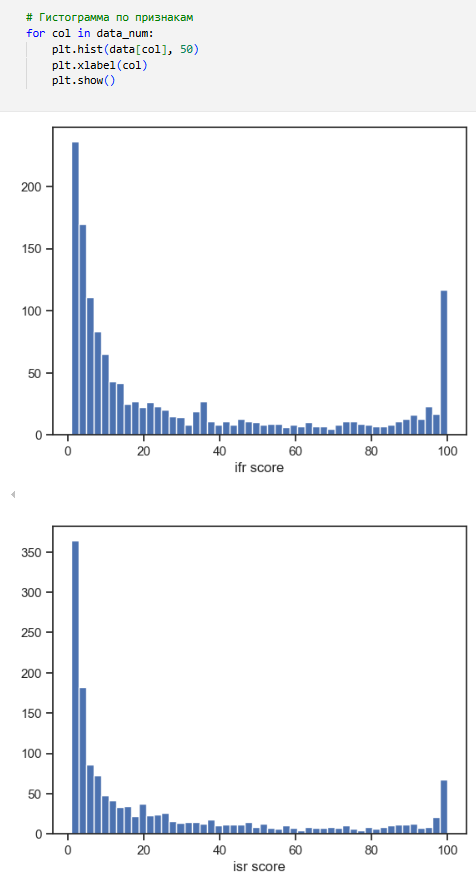 # Гистограмма по признакам
for col in data_num:
plt.hist(data[col], 50)
plt.xlabel(col)
plt.show()
200
150
100
50
0
0 20 40 60 80 100
ifr score
350
300
250
200
150
100
50
0
0 20 40 60 80 100
isr score